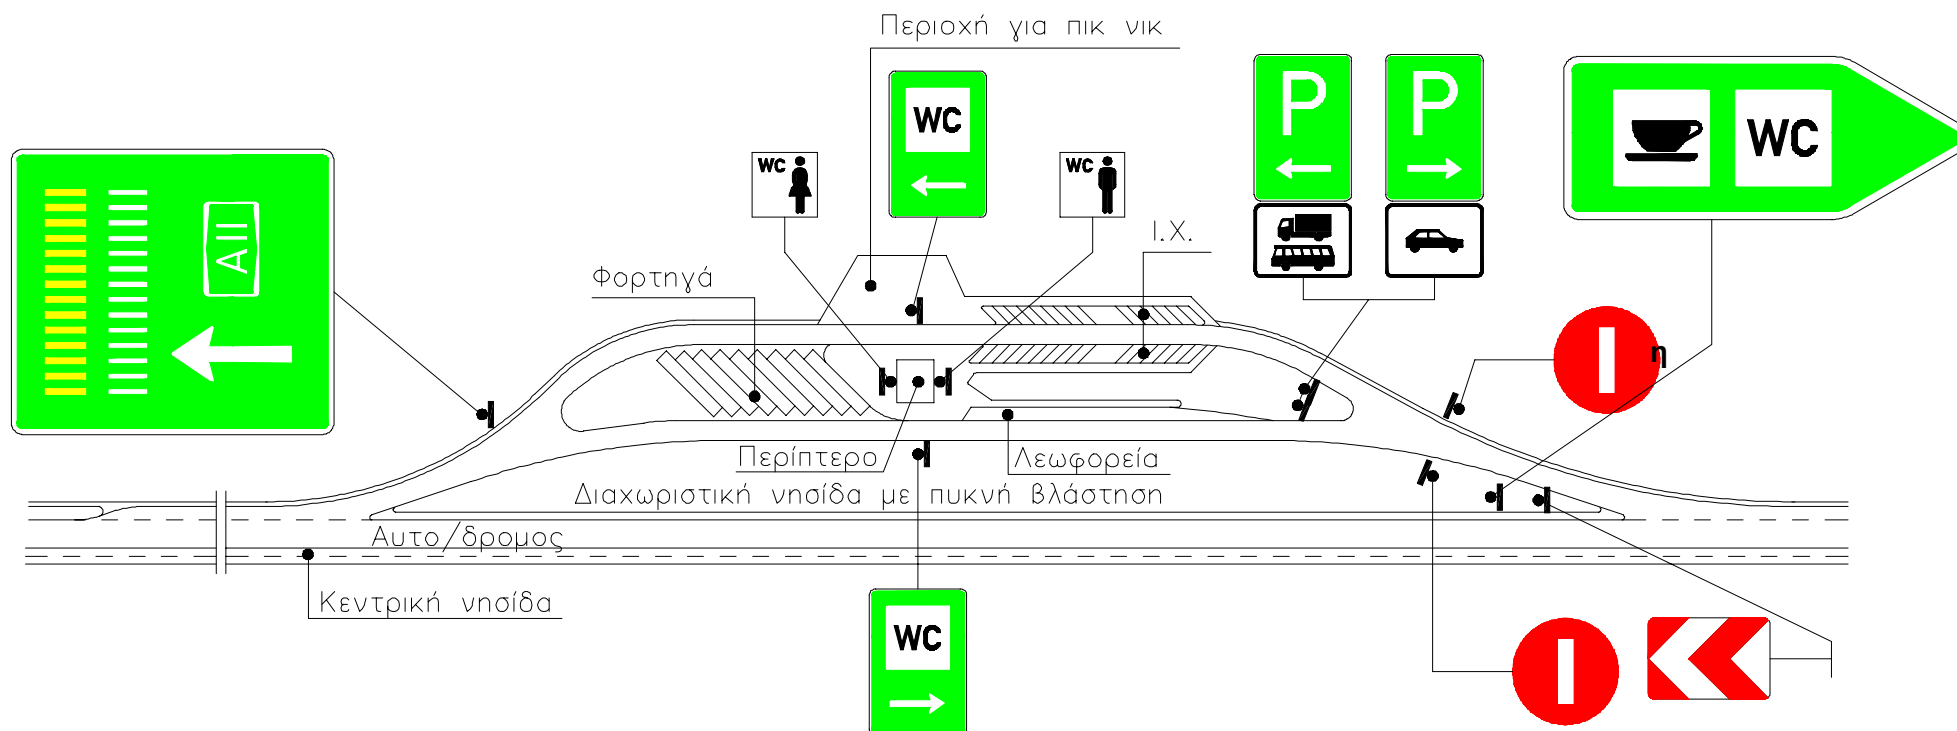 Περιοχή για πικ νικ
P
P
WC
WC
WC
WC
ΑΙΙ
Ι.Χ.
Φορτηγά
η
Περίπτερο
Λεωφορεία
Διαχωριστική νησίδα με πυκνή βλάστηση
Αυτο/δρομος
Κεντρική νησίδα
WC